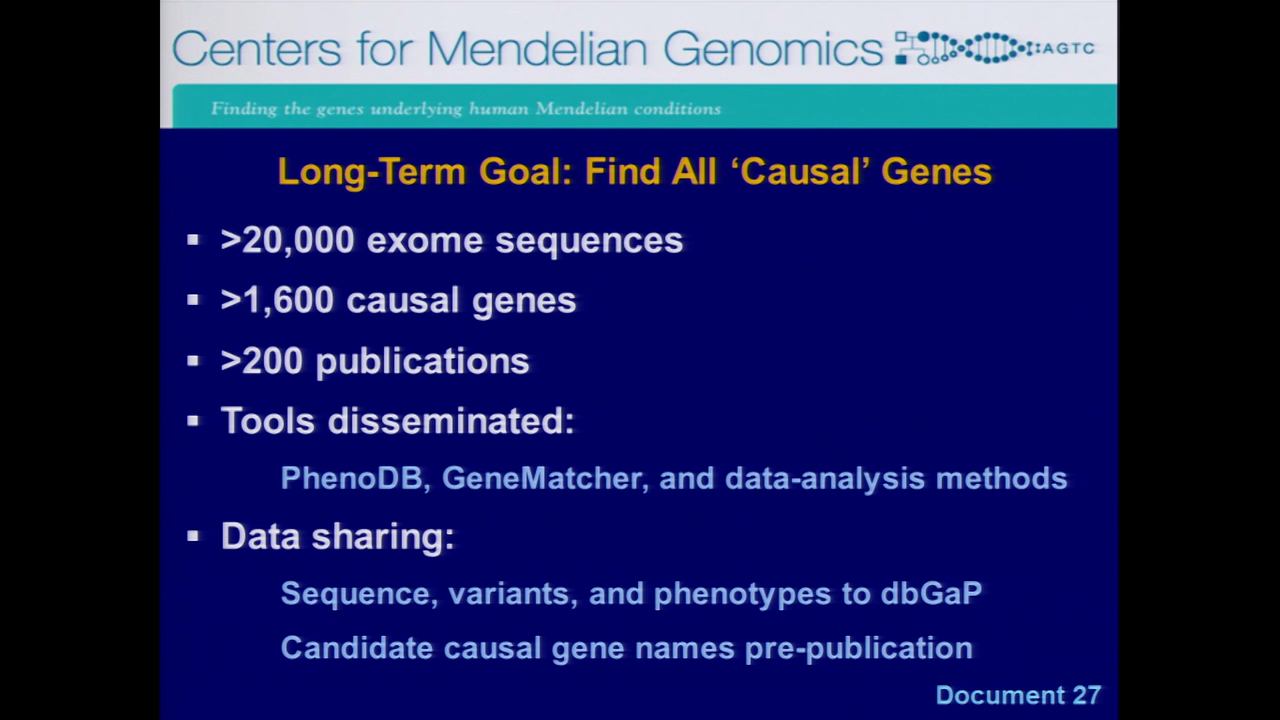 Centers for Mendelian Genomics AGTC
Finding the genes underlying human Mendelian conditions
Long-Term Goal: Find All ‘Causal’ Genes
▪ >20,000 exome sequences
▪ >1,600 causal genes
▪ >200 publications
▪ Tools disseminated:
PhenoDB, GeneMatcher, and data-analysis methods
▪ Data sharing:
Sequence, variants, and phenotypes to dbGaP
Candidate causal gene names pre-publication
Document 27